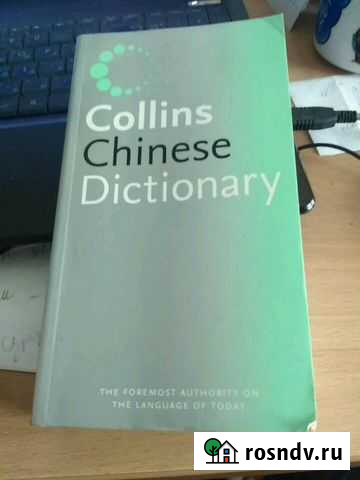 Collins
Chinese
Dictionary
THE FOREMOST AUTHORITY ON
THE LANGUAGE OF TODAY
rosndv.ru